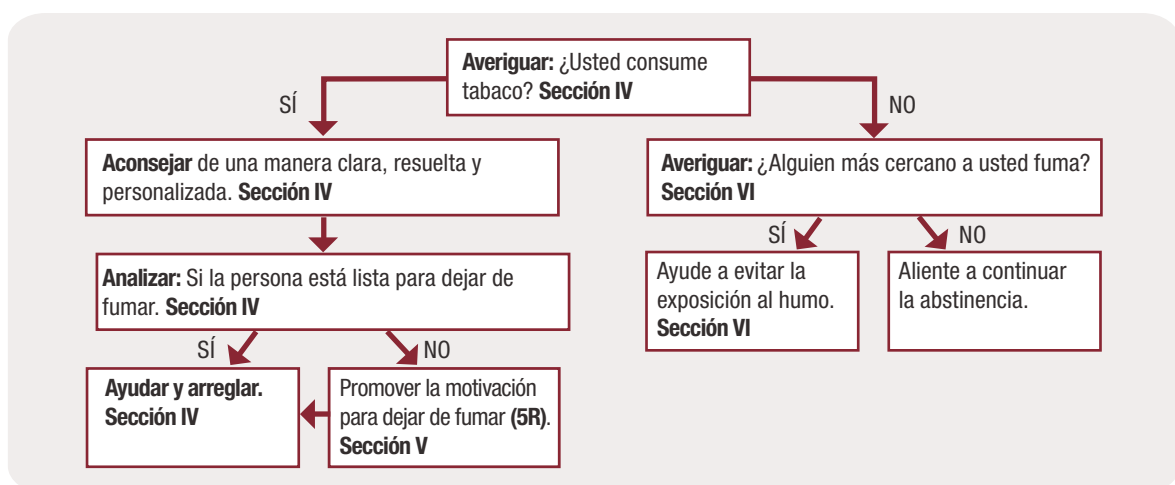 Averiguar: ¿Usted consume
tabaco? Sección IV
SÍ
NO
Aconsejar de una manera clara, resuelta y
personalizada. Sección IV
Averiguar: ¿Alguien más cercano a usted fuma?
Sección VI
SÍ
NO
Analizar: Si la persona está lista para dejar de
fumar. Sección IV
Ayude a evitar la
exposición al humo.
Sección VI
Aliente a continuar
la abstinencia.
SÍ
NO
Ayudar y arreglar.
Sección IV
Promover la motivación
para dejar de fumar (5R).
Sección V